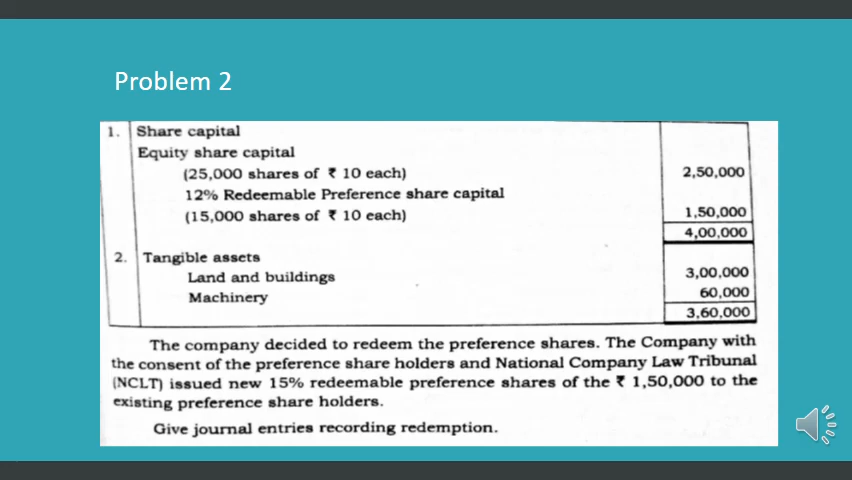 Problem 2
1. Share capital
Equity share capital
(25,000 shares of ₹ 10 each) 2,50,000
12% Redeemable Preference share capital
(15,000 shares of ₹ 10 each) 1,50,000
4,00,000
2. Tangible assets
Land and buildings 3,00,000
Machinery 60,000
3,60,000
The company decided to redeem the preference shares. The Company with
the consent of the preference share holders and National Company Law Tribunal
(NCLT) issued new 15% redeemable preference shares of the ₹ 1,50,000 to the
existing preference share holders.
Give journal entries recording redemption.